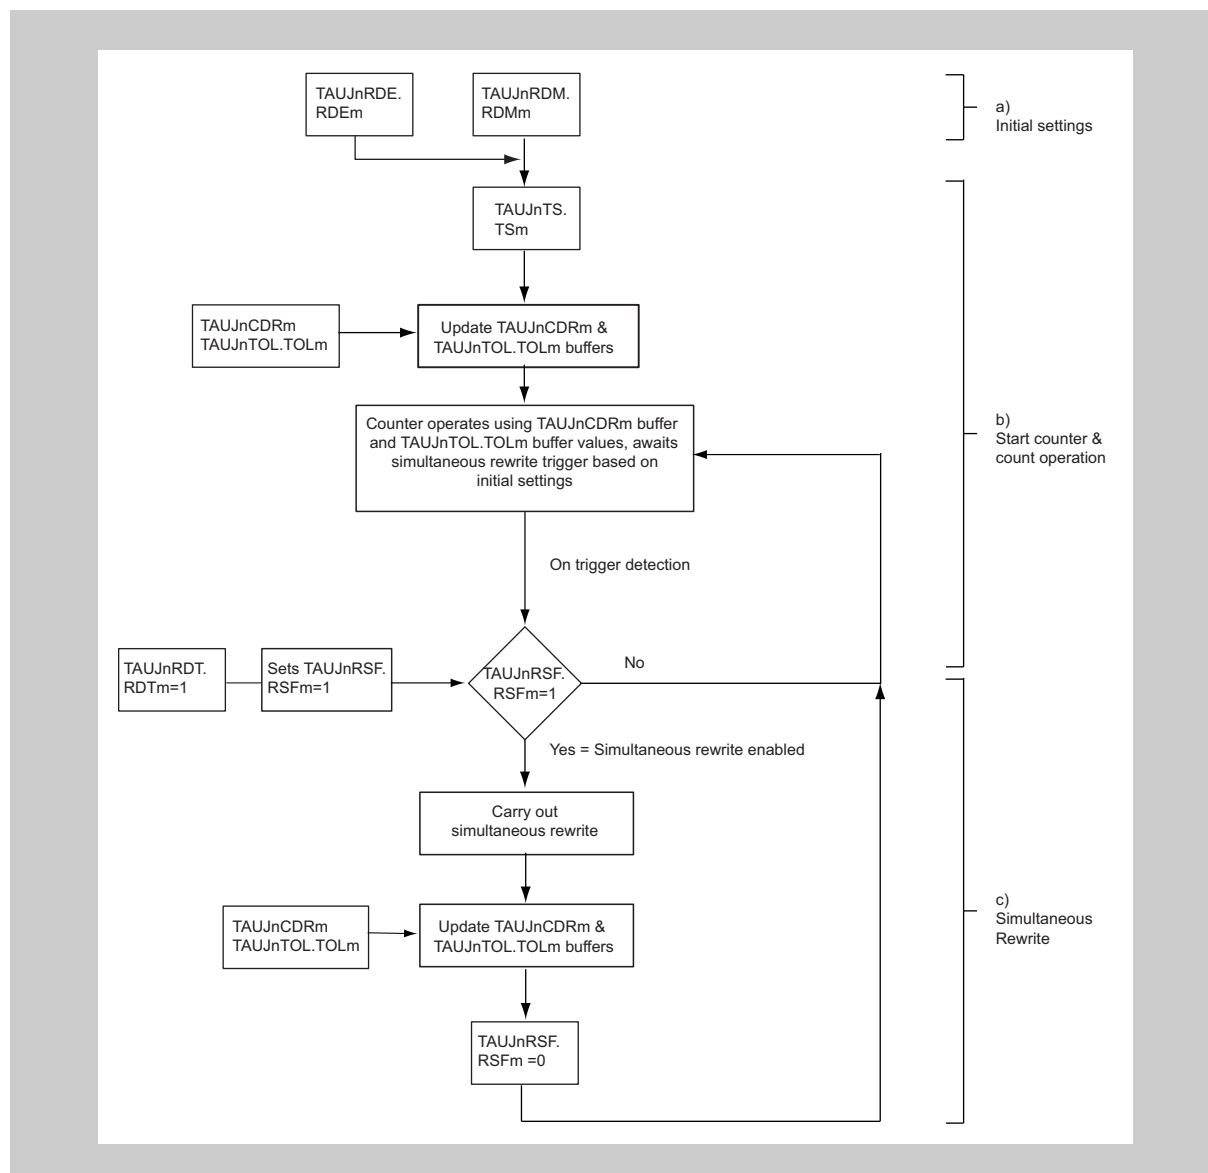 TAUJnRDE.
RDEm
TAUJnRDM.
RDMm
a)
Initial settings
TAUJnTS.
TSm
TAUJnCDRm
TAUJnTOL.TOLm
Update TAUJnCDRm &
TAUJnTOL.TOLm buffers
Counter operates using TAUJnCDRm buffer
and TAUJnTOL.TOLm buffer values, awaits
simultaneous rewrite trigger based on
initial settings
b)
Start counter &
count operation
On trigger detection
TAUJnRDT.
RDTm=1
Sets TAUJnRSF.
RSFm=1
TAUJnRSF.
RSFm=1
No
Yes = Simultaneous rewrite enabled
Carry out
simultaneous rewrite
TAUJnCDRm
TAUJnTOL.TOLm
Update TAUJnCDRm &
TAUJnTOL.TOLm buffers
c)
Simultaneous
Rewrite
TAUJnRSF.
RSFm =0